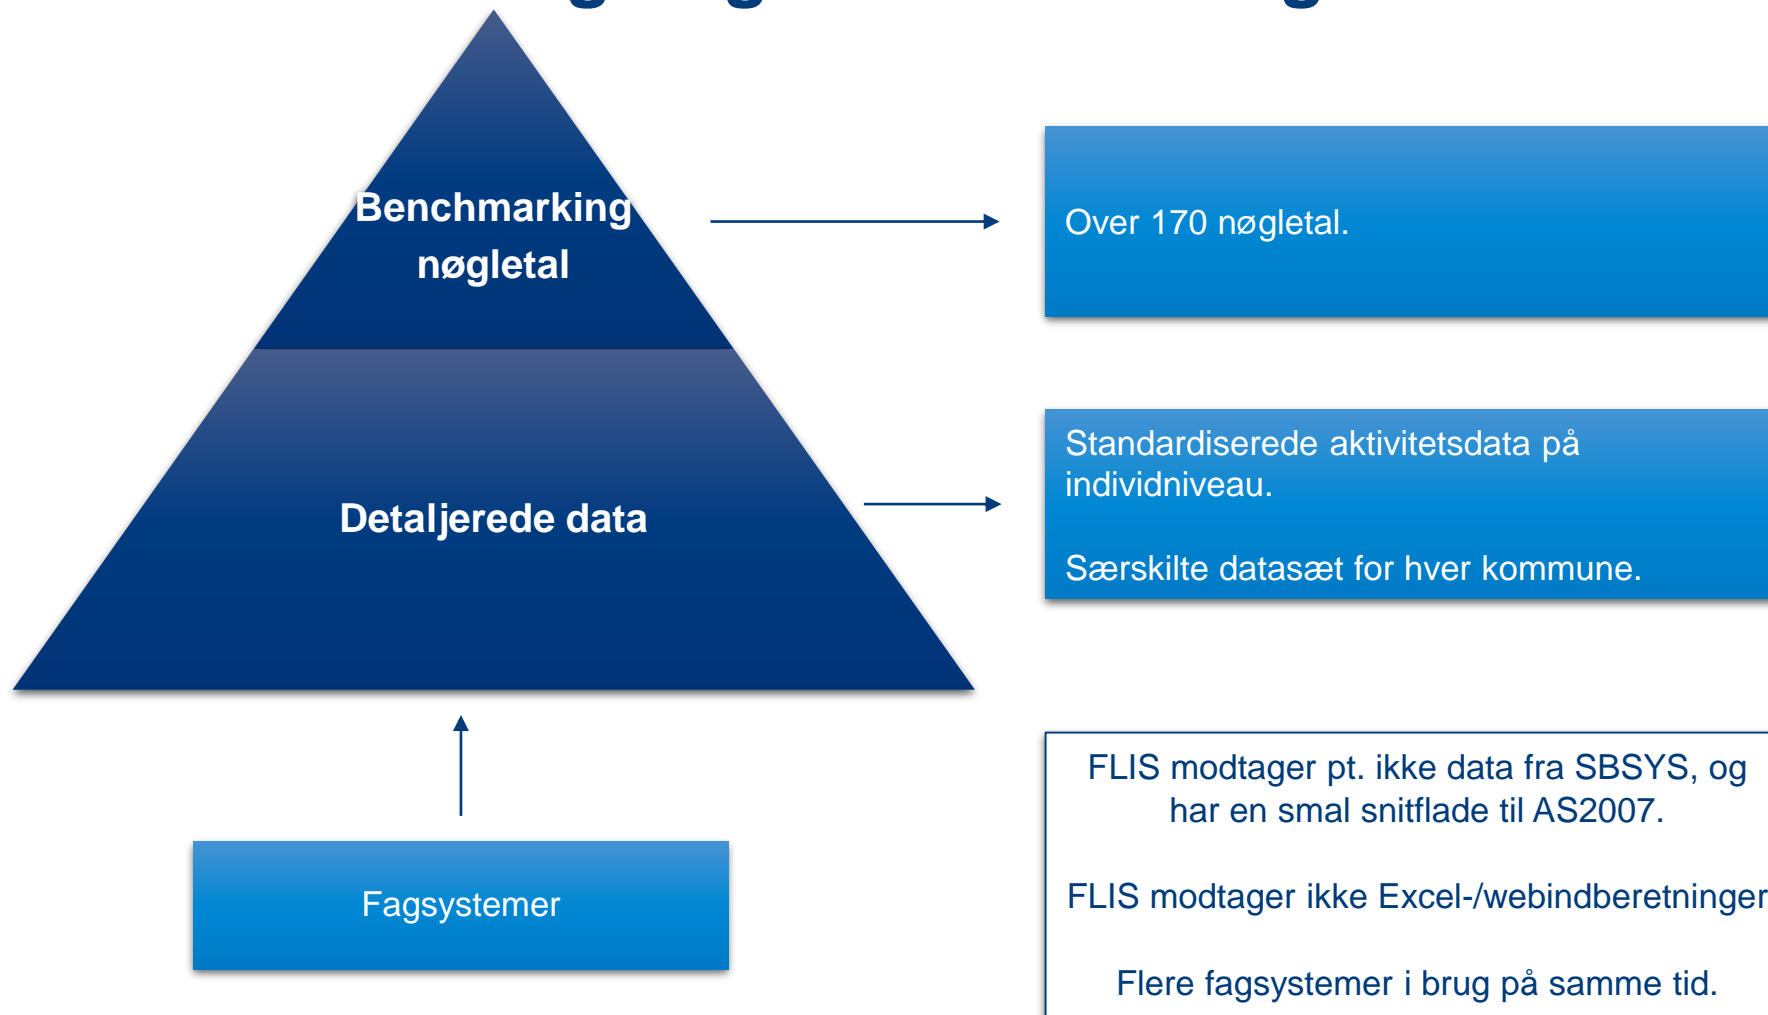 Benchmarking
nøgletal
Over 170 nøgletal.
Detaljerede data
Standardiserede aktivitetsdata på
individniveau.
Særskilte datasæt for hver kommune.
Fagsystemer
FLIS modtager pt. ikke data fra SBSYS, og
har en smal snitflade til AS2007.
FLIS modtager ikke Excel-/webindberetninger
Flere fagsystemer i brug på samme tid.